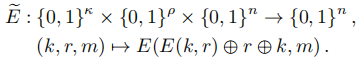 Ẽ : {0, 1}^κ × {0, 1}^ρ × {0, 1}^n → {0, 1}^n ,
(k, r, m) ↦ E(E(k, r) ⊕ r ⊕ k, m) .